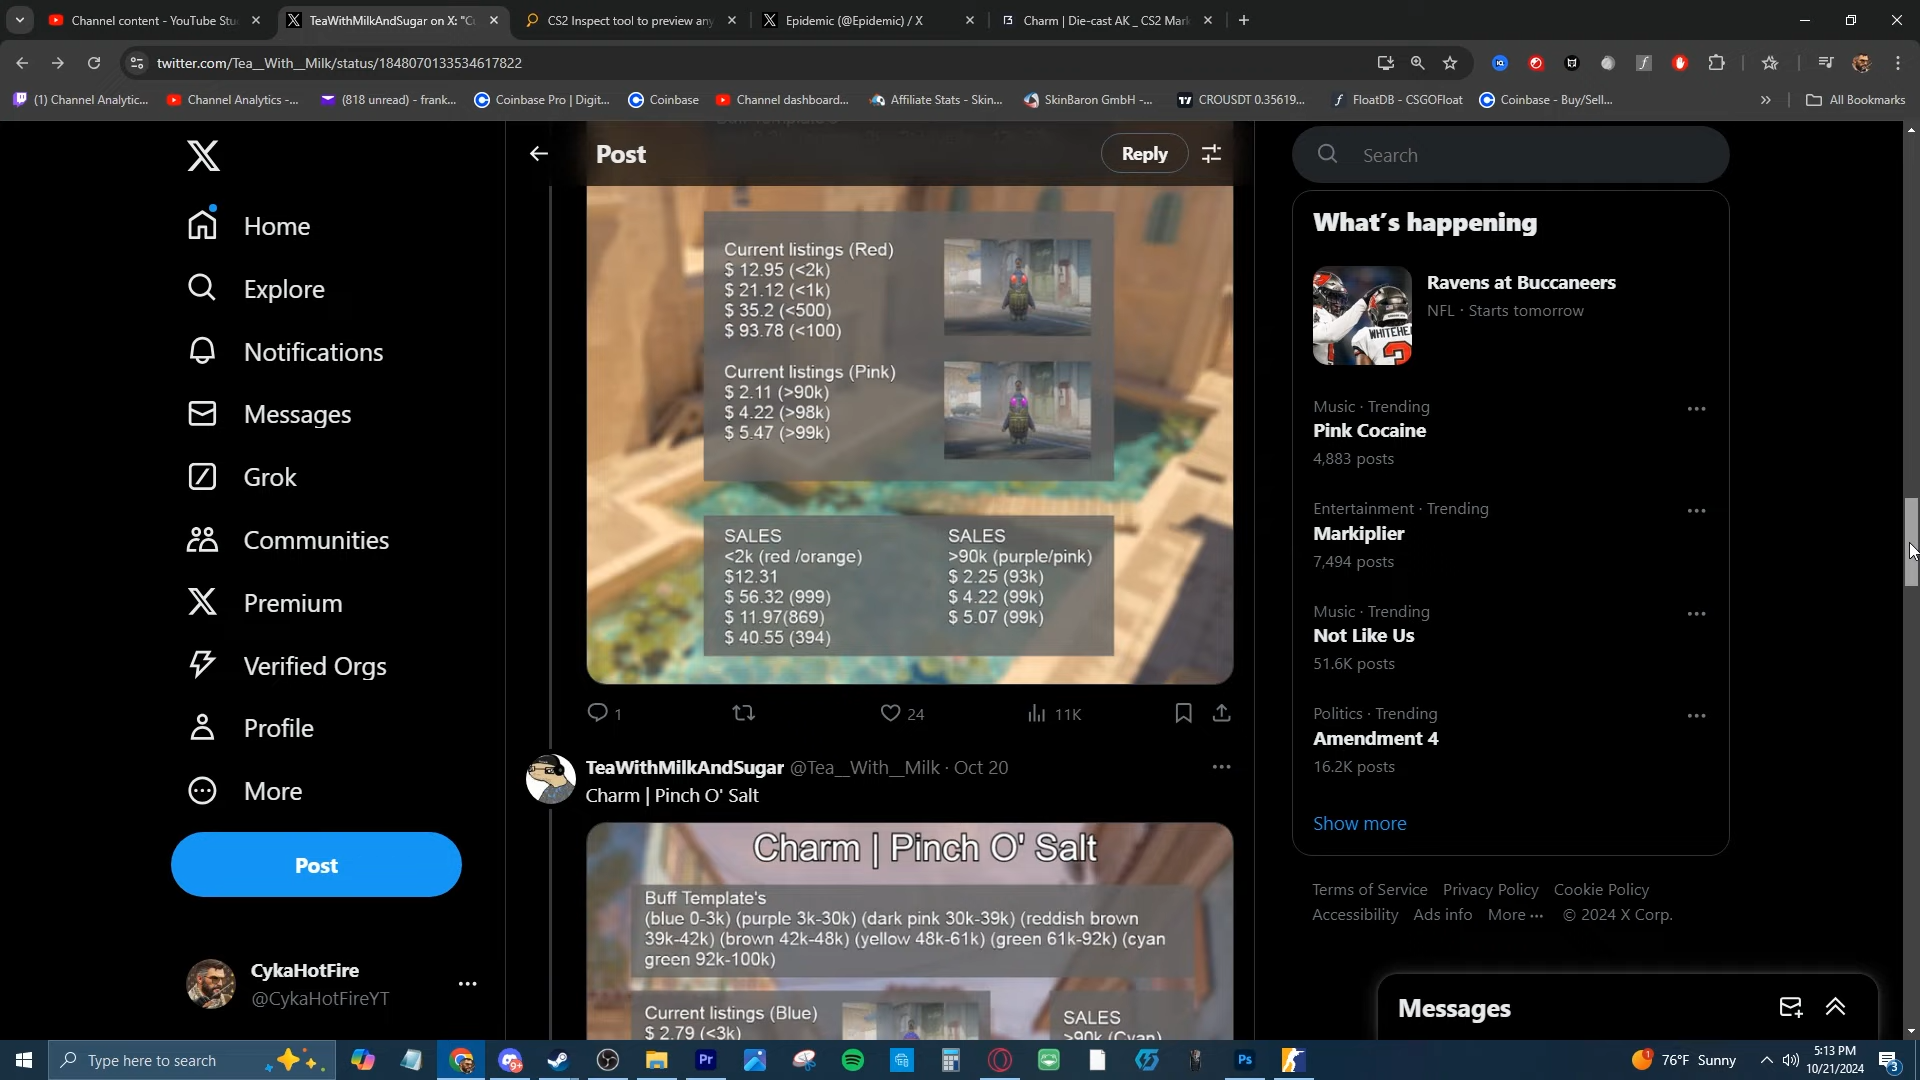 Channel content - YouTube Stu
TeaWithMilkAndSugar on X: "Cu
CS2 Inspect tool to preview any
Epidemic (@Epidemic) / X
Charm | Die-cast AK _ CS2 Mark
twitter.com/Tea__With__Milk/status/1848070133534617822
(1) Channel Analytic...
Channel Analytics -...
(818 unread) - frank...
Coinbase Pro | Digit...
Coinbase
Channel dashboard...
Affiliate Stats - Skin...
SkinBaron GmbH -...
CROUSDT 0.35619...
FloatDB - CSGOFloat
Coinbase - Buy/Sell...
All Bookmarks
Home
Explore
Notifications
Messages
Grok
Communities
Premium
Verified Orgs
Profile
More
Post
CykaHotFire
@CykaHotFireYT
Post
Reply
Current listings (Red)
$ 12.95 (<2k)
$ 21.12 (<1k)
$ 35.2 (<500)
$ 93.78 (<100)
Current listings (Pink)
$ 2.11 (>90k)
$ 4.22 (>98k)
$ 5.47 (>99k)
SALES
<2k (red /orange)
$12.31
$ 56.32 (999)
$ 11.97(869)
$ 40.55 (394)
SALES
>90k (purple/pink)
$ 2.25 (93k)
$ 4.22 (99k)
$ 5.07 (99k)
1
24
11K
TeaWithMilkAndSugar @Tea__With__Milk · Oct 20
Charm | Pinch O' Salt
Charm | Pinch O' Salt
Buff Template's
(blue 0-3k) (purple 3k-30k) (dark pink 30k-39k) (reddish brown
39k-42k) (brown 42k-48k) (yellow 48k-61k) (green 61k-92k) (cyan
green 92k-100k)
Current listings (Blue)
$ 2.79 (<3k)
SALES
>90k (Cyan)
Search
What's happening
Ravens at Buccaneers
NFL · Starts tomorrow
Music · Trending
Pink Cocaine
4,883 posts
Entertainment · Trending
Markiplier
7,494 posts
Music · Trending
Not Like Us
51.6K posts
Politics · Trending
Amendment 4
16.2K posts
Show more
Terms of Service Privacy Policy Cookie Policy
Accessibility Ads info More ··· © 2024 X Corp.
Messages
Type here to search
76°F Sunny
5:13 PM
10/21/2024
3